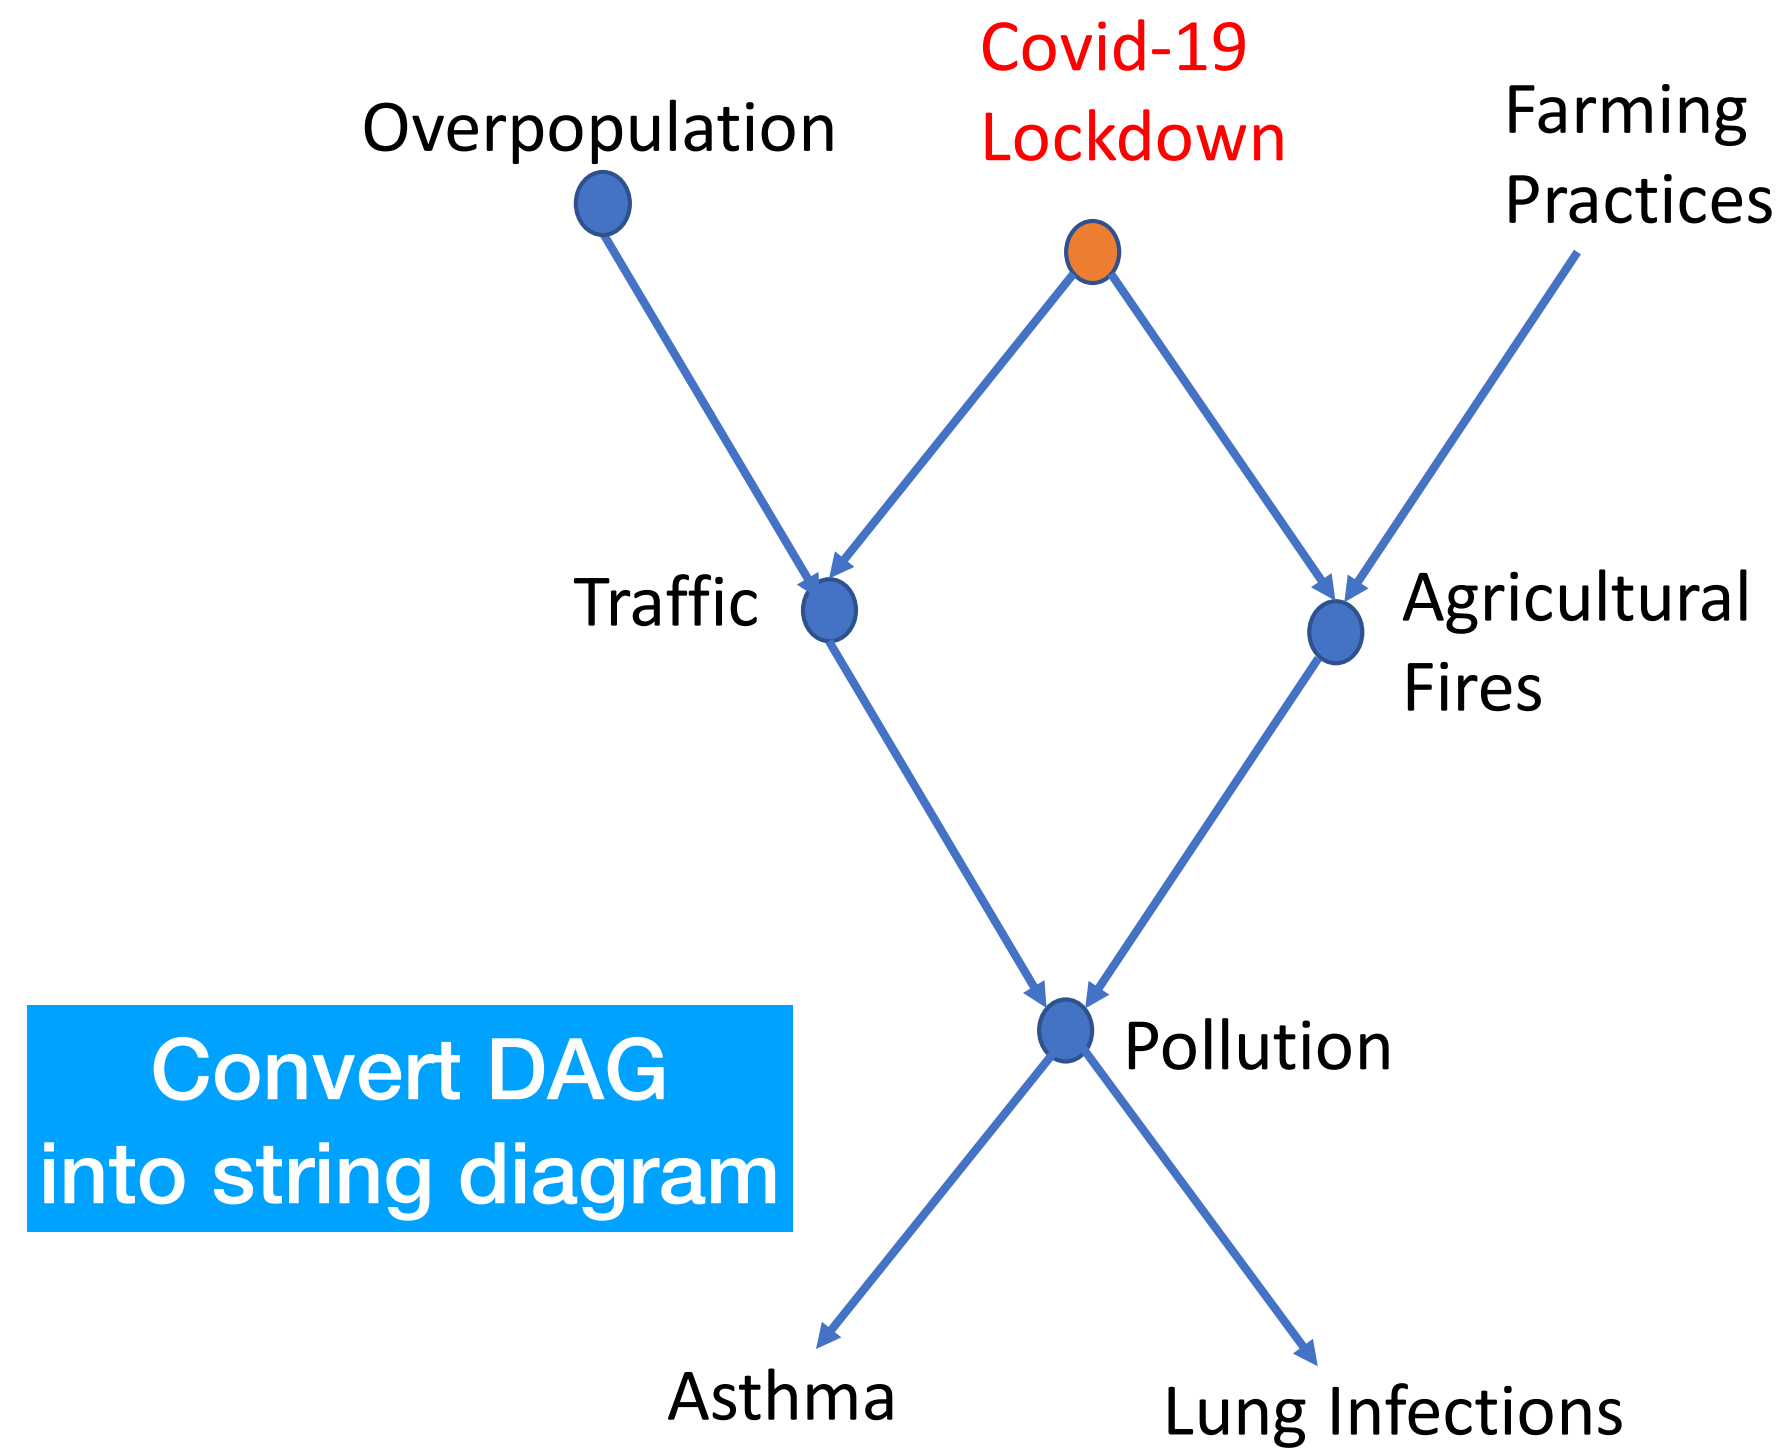 Covid-19
Lockdown
Overpopulation
Farming
Practices
Traffic
Agricultural
Fires
Pollution
Convert DAG
into string diagram
Asthma
Lung Infections